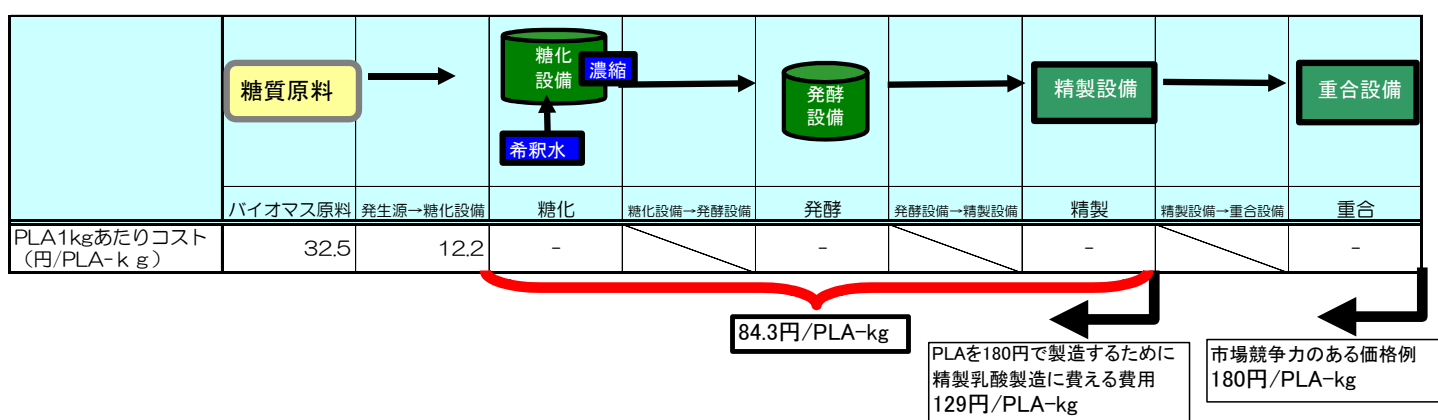 糖質原料
糖化
設備
濃縮
希釈水
発酵
設備
精製設備
重合設備
バイオマス原料 発生源→糖化設備 糖化 糖化設備→発酵設備 発酵 発酵設備→精製設備 精製 精製設備→重合設備 重合
PLA1kgあたりコスト
（円/PLA-ｋｇ） 32.5 12.2 - - - -
84.3円/PLA-kg
PLAを180円で製造するために
精製乳酸製造に費える費用
129円/PLA-kg
市場競争力のある価格例
180円/PLA-kg